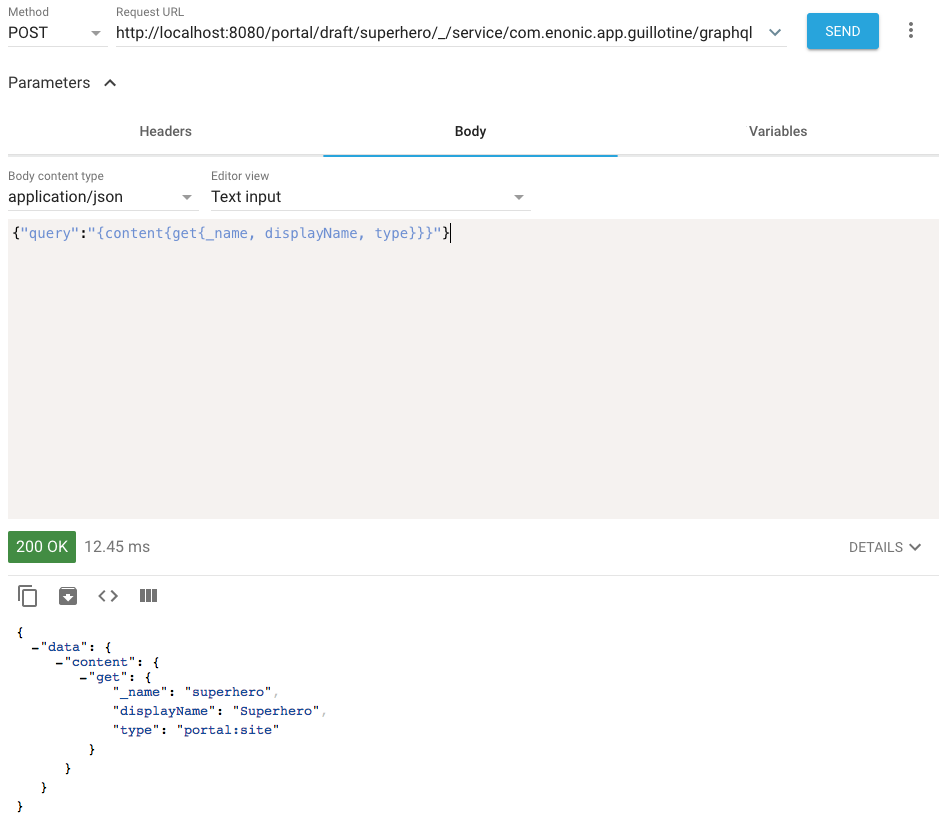 Method Request URL
POST http://localhost:8080/portal/draft/superhero/_/service/com.enonic.app.guillotine/graphql SEND
Parameters
Headers Body Variables
Body content type Editor view
application/json Text input
{"query":"{content{get{_name, displayName, type}}}"}
200 OK 12.45 ms DETAILS
{
"data": {
"content": {
"get": {
"_name": "superhero",
"displayName": "Superhero",
"type": "portal:site"
}
}
}
}